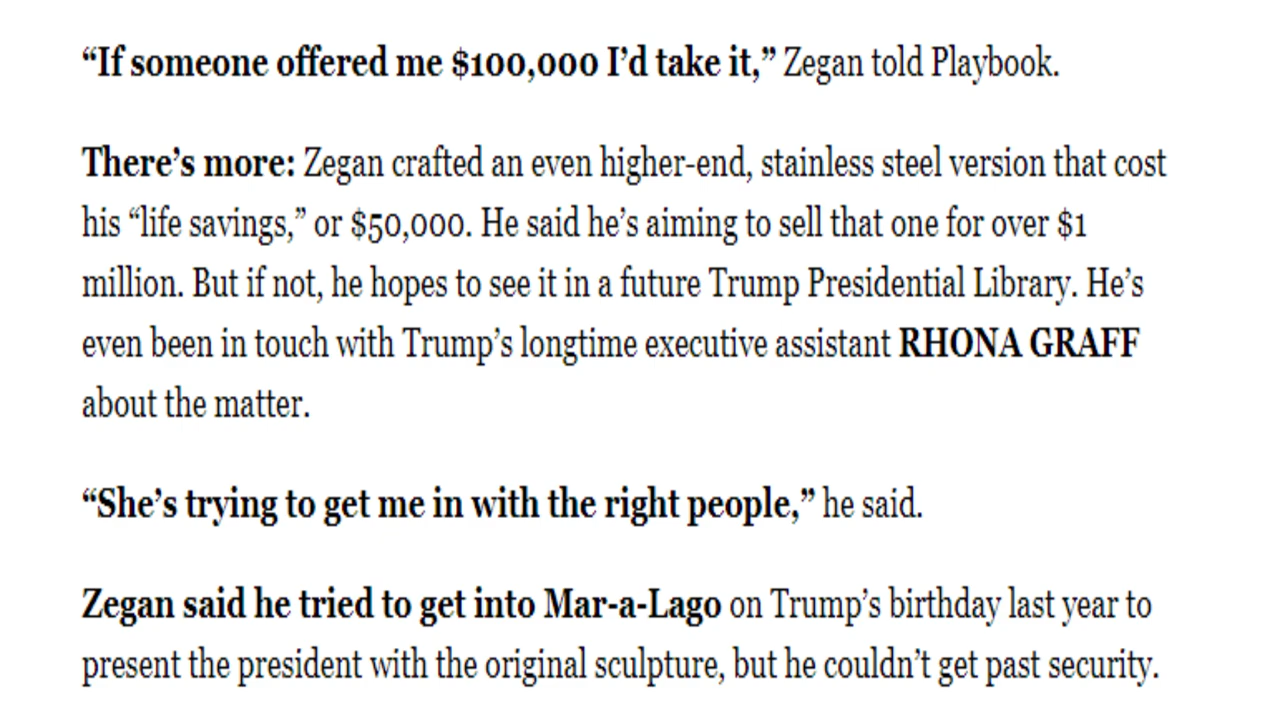 “If someone offered me $100,000 I’d take it,” Zegan told Playbook.
There’s more: Zegan crafted an even higher-end, stainless steel version that cost
his “life savings,” or $50,000. He said he’s aiming to sell that one for over $1
million. But if not, he hopes to see it in a future Trump Presidential Library. He’s
even been in touch with Trump’s longtime executive assistant RHONA GRAFF
about the matter.
“She’s trying to get me in with the right people,” he said.
Zegan said he tried to get into Mar-a-Lago on Trump’s birthday last year to
present the president with the original sculpture, but he couldn’t get past security.